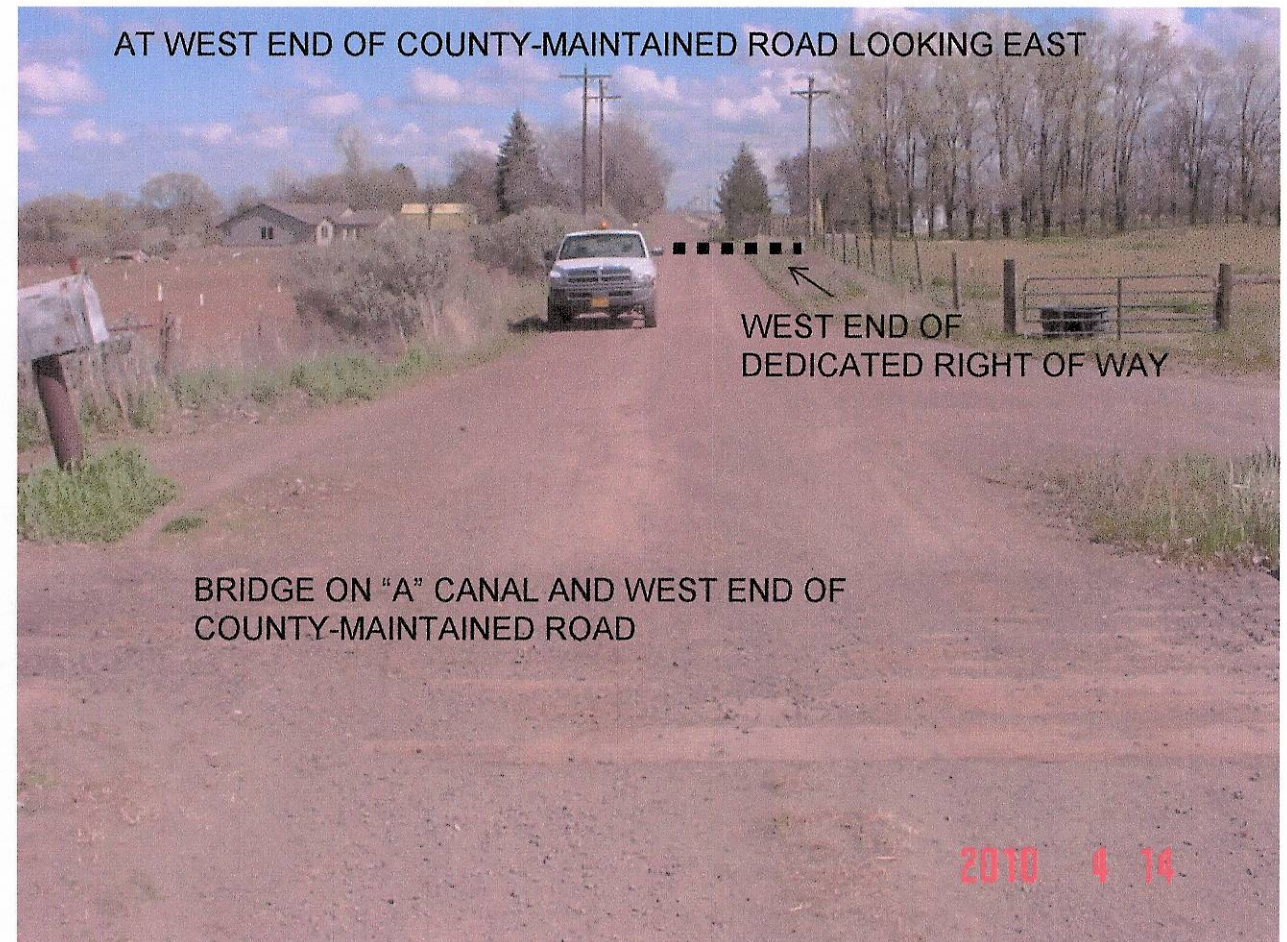 AT WEST END OF COUNTY-MAINTAINED ROAD LOOKING EAST
WEST END OF
DEDICATED RIGHT OF WAY
BRIDGE ON “A” CANAL AND WEST END OF
COUNTY-MAINTAINED ROAD
2010 4 14